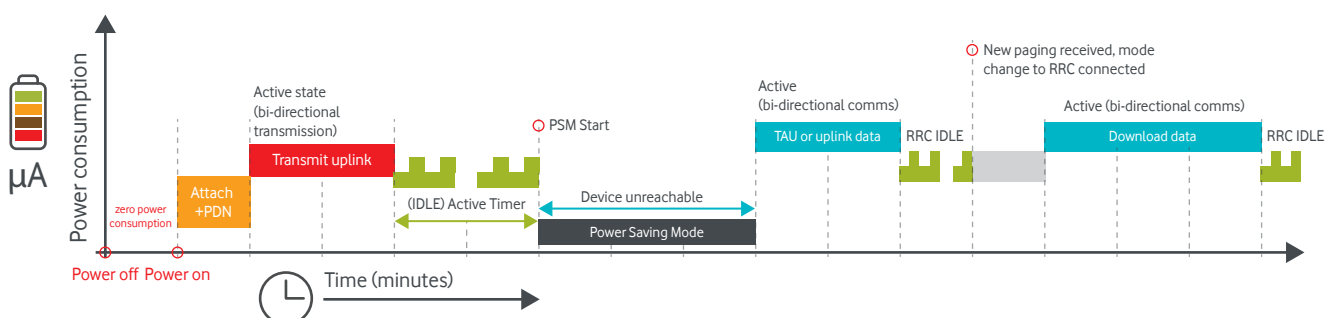 μA
Power consumption
zero power
consumption
Power off
Power on
Attach
+PDN
Active state
(bi-directional
transmission)
Transmit uplink
(IDLE) Active Timer
PSM Start
Device unreachable
Power Saving Mode
Active
(bi-directional comms)
TAU or uplink data
RRC IDLE
New paging received, mode
change to RRC connected
Active (bi-directional comms)
Download data
RRC IDLE
Time (minutes)